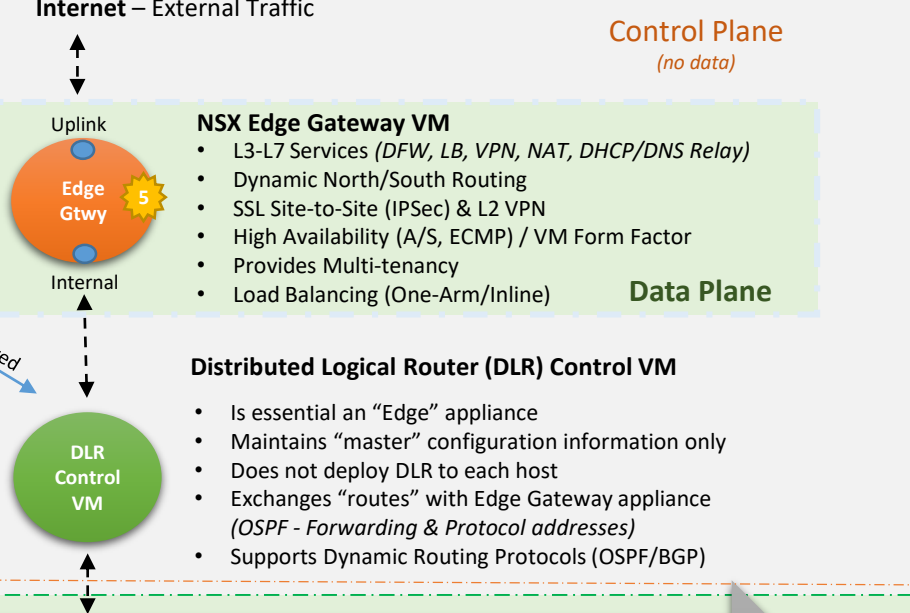 Internet – External Traffic
Control Plane
(no data)
Uplink
NSX Edge Gateway VM
• L3-L7 Services (DFW, LB, VPN, NAT, DHCP/DNS Relay)
• Dynamic North/South Routing
Edge
Gtwy
5
• SSL Site-to-Site (IPSec) & L2 VPN
• High Availability (A/S, ECMP) / VM Form Factor
• Provides Multi-tenancy
Internal
• Load Balancing (One-Arm/Inline)
Data Plane
Distributed Logical Router (DLR) Control VM
• Is essential an “Edge” appliance
• Maintains “master” configuration information only
DLR
Control
VM
• Does not deploy DLR to each host
• Exchanges “routes” with Edge Gateway appliance
(OSPF - Forwarding & Protocol addresses)
• Supports Dynamic Routing Protocols (OSPF/BGP)